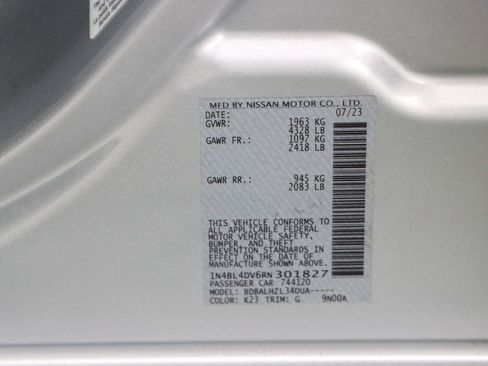 MFD BY NISSAN MOTOR CO., LTD.
DATE: 07/23
GVWR: 1963 KG
4328 LB
GAWR FR.: 1097 KG
2418 LB
GAWR RR.: 945 KG
2083 LB
THIS VEHICLE CONFORMS TO
ALL APPLICABLE FEDERAL
MOTOR VEHICLE SAFETY,
BUMPER, AND THEFT
PREVENTION STANDARDS IN
EFFECT ON THE DATE OF
MANUFACTURE SHOWN ABOVE.
1N4BL4DV6RN301827
PASSENGER CAR 744120
MODEL: BDBALHZL34DUA-----
COLOR: K23 TRIM: G 9N00A